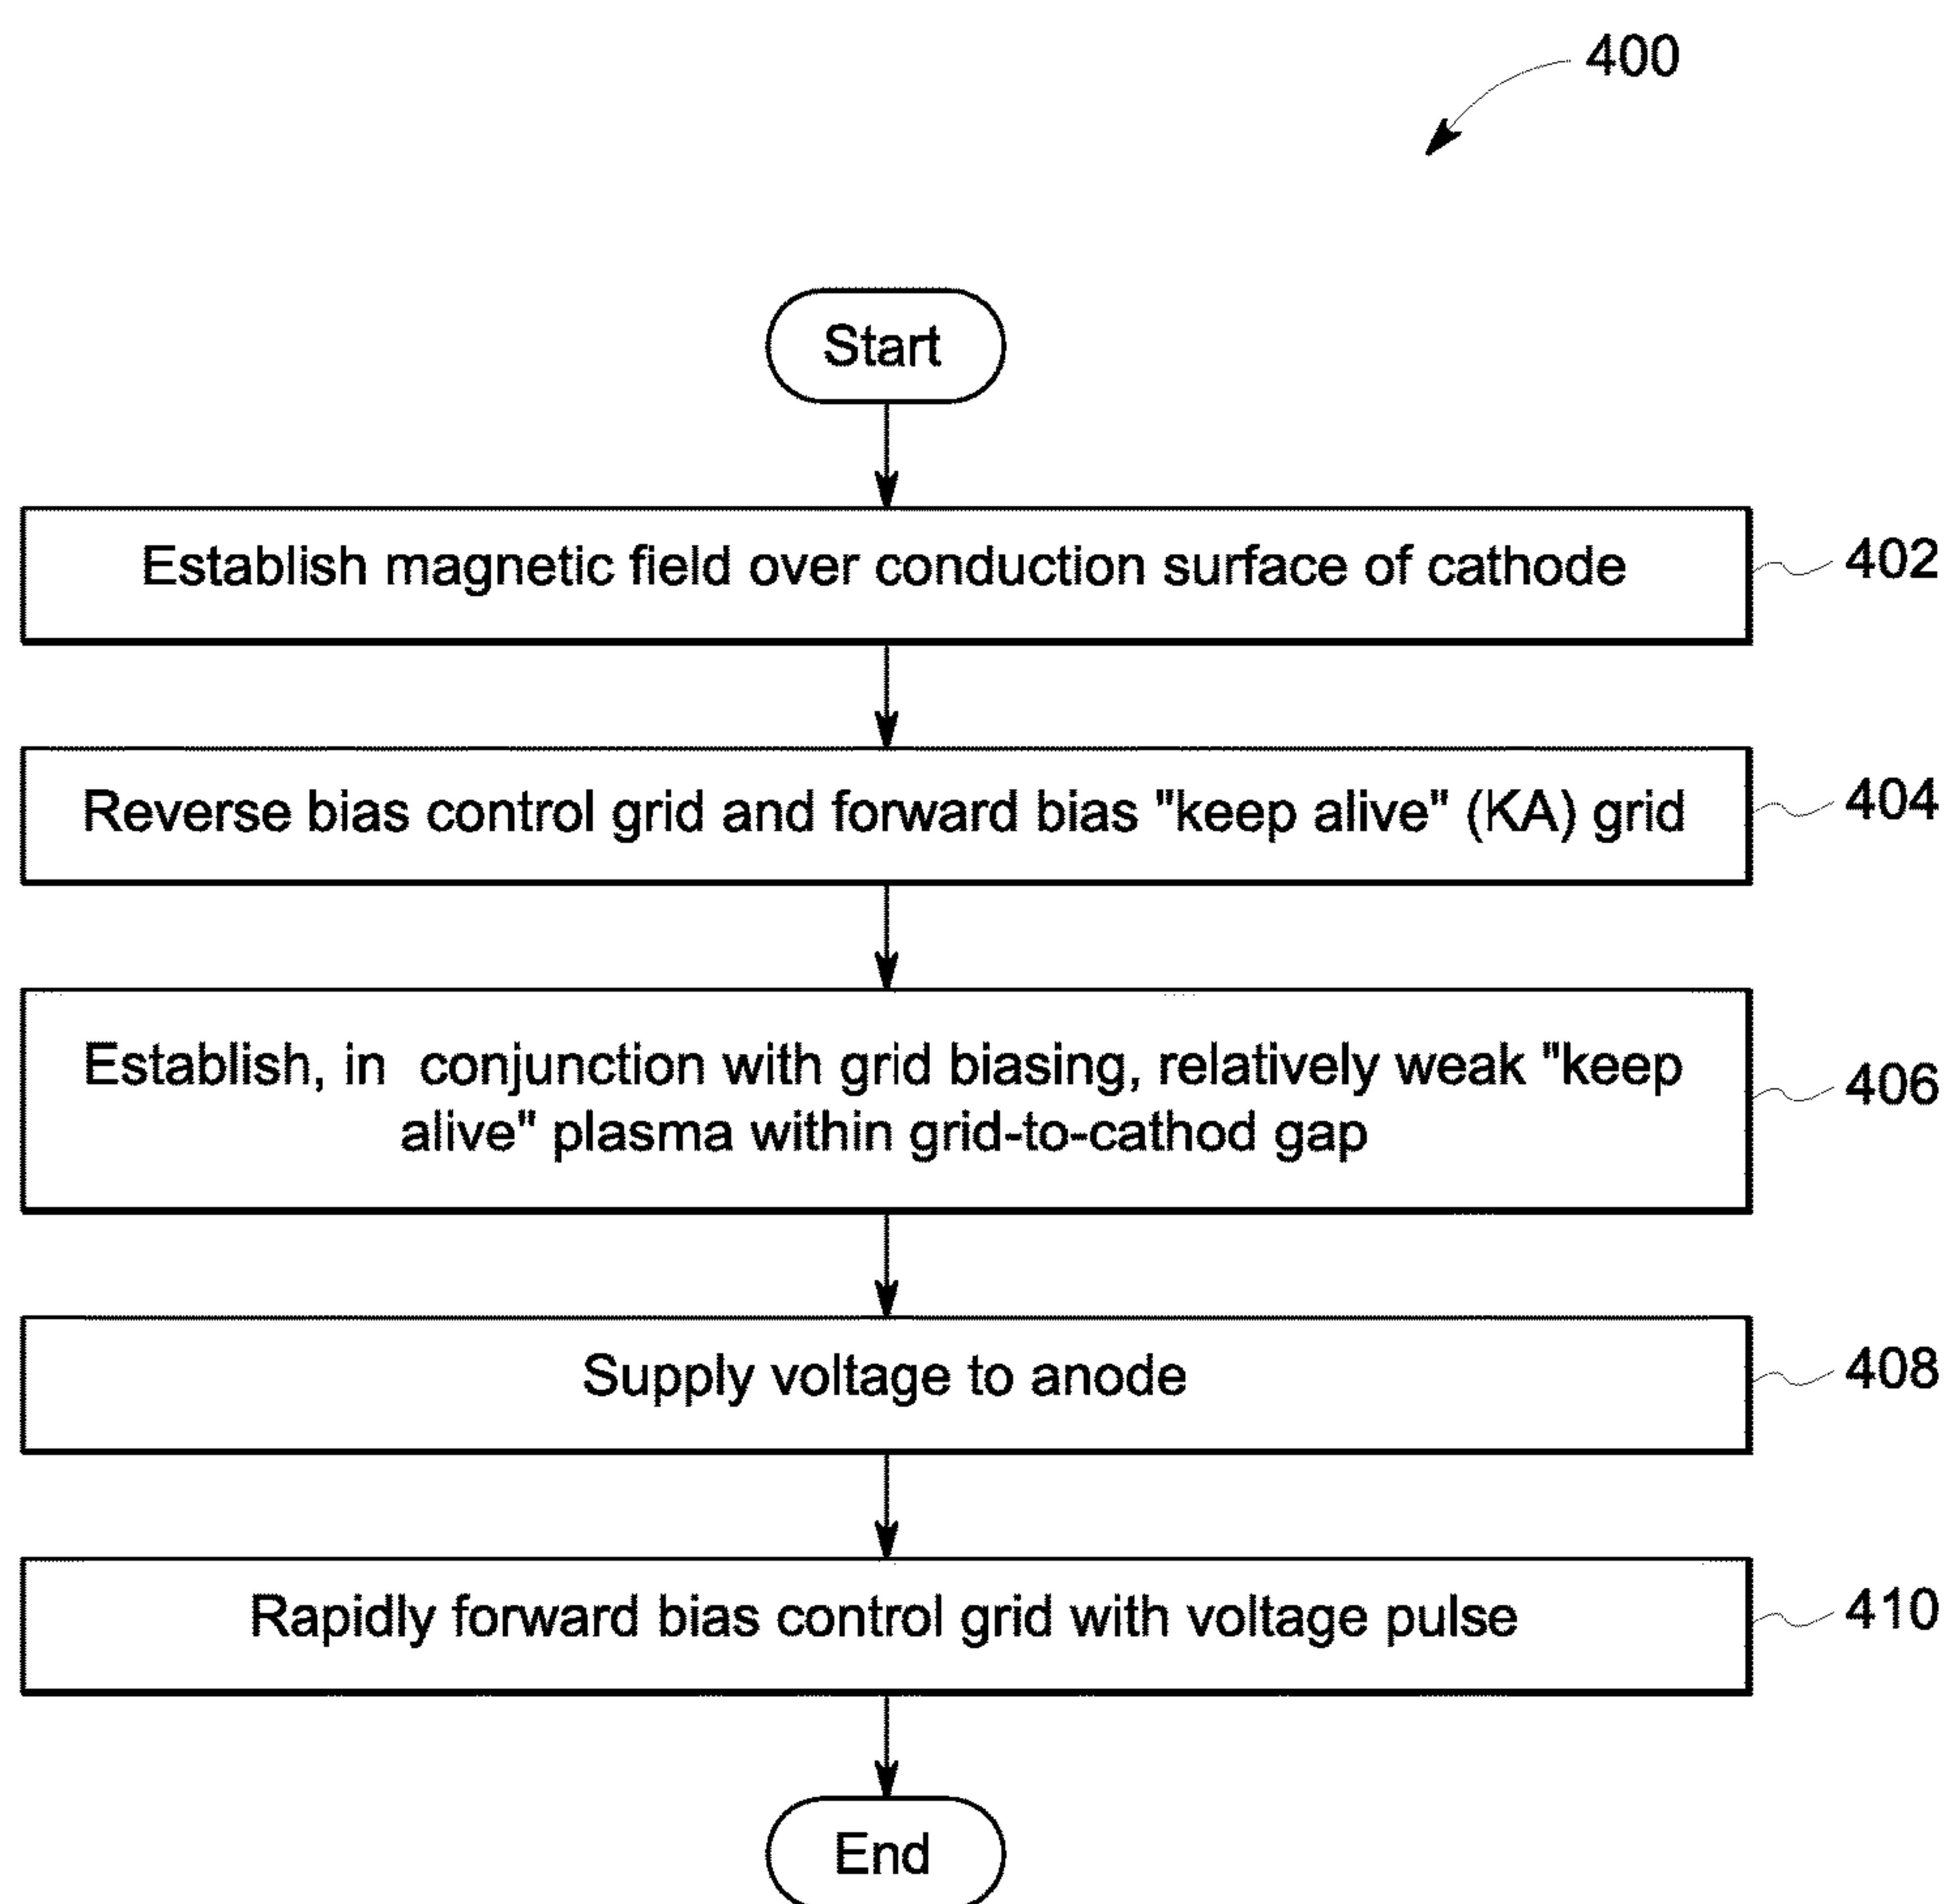 400
Start
Establish magnetic field over conduction surface of cathode
402
Reverse bias control grid and forward bias "keep alive" (KA) grid
404
Establish, in conjunction with grid biasing, relatively weak "keep
alive" plasma within grid-to-cathod gap
406
Supply voltage to anode
408
Rapidly forward bias control grid with voltage pulse
410
End